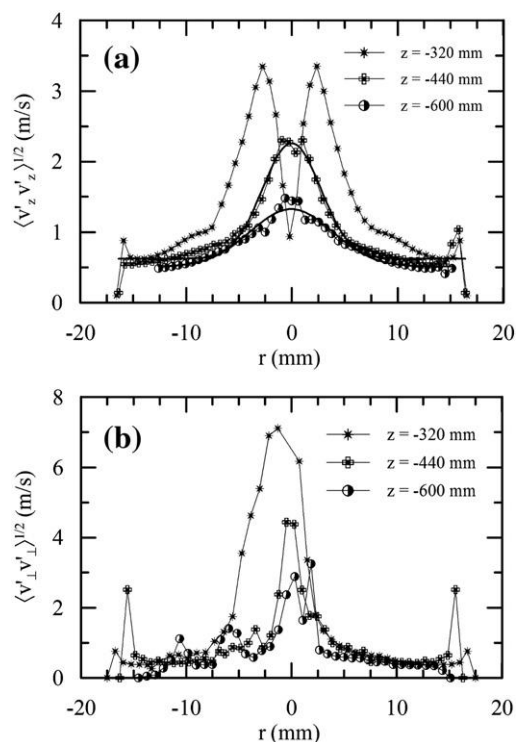 4
(a)
z = -320 mm
z = -440 mm
z = -600 mm
3
2
1
0
⟨v'_z v'_z⟩^1/2 (m/s)
-20 -10 0 10 20
r (mm)
8
(b)
z = -320 mm
z = -440 mm
z = -600 mm
6
4
2
0
⟨v'_⊥ v'_⊥⟩^1/2 (m/s)
-20 -10 0 10 20
r (mm)